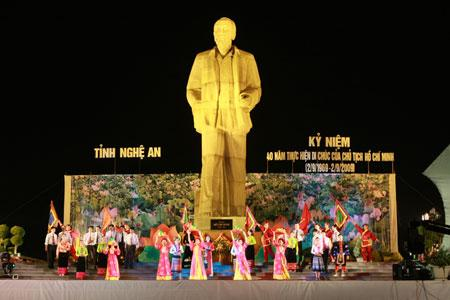 TỈNH NGHỆ AN
KỶ NIỆM
40 NĂM THỰC HIỆN DI CHÚC CỦA CHỦ TỊCH HỒ CHÍ MINH
(2/9/1969-2/9/2009)